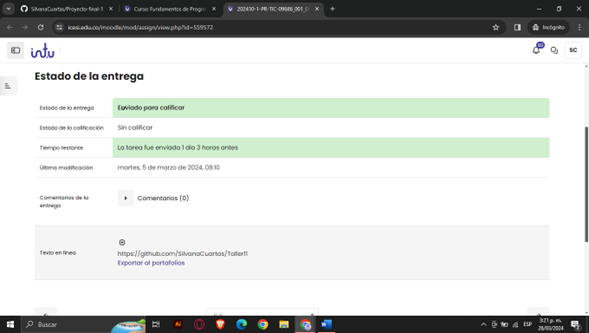 SilvanaCuartas/Proyecto-final-1
Curso: Fundamentos de Progra
202410-1-PR-TIC-09686_001_D
icesi.edu.co/moodle/mod/assign/view.php?id=559572
Incógnito
intu
SC
Estado de la entrega
Estado de la entrega
Enviado para calificar
Estado de la calificación
Sin calificar
Tiempo restante
La tarea fue enviada 1 día 3 horas antes
Última modificación
martes, 5 de marzo de 2024, 08:10
Comentarios de la
entrega
Comentarios (0)
Texto en línea
https://github.com/SilvanaCuartas/Taller11
Exportar al portafolios
Buscar
ESP
3:21 p. m.
26/03/2024